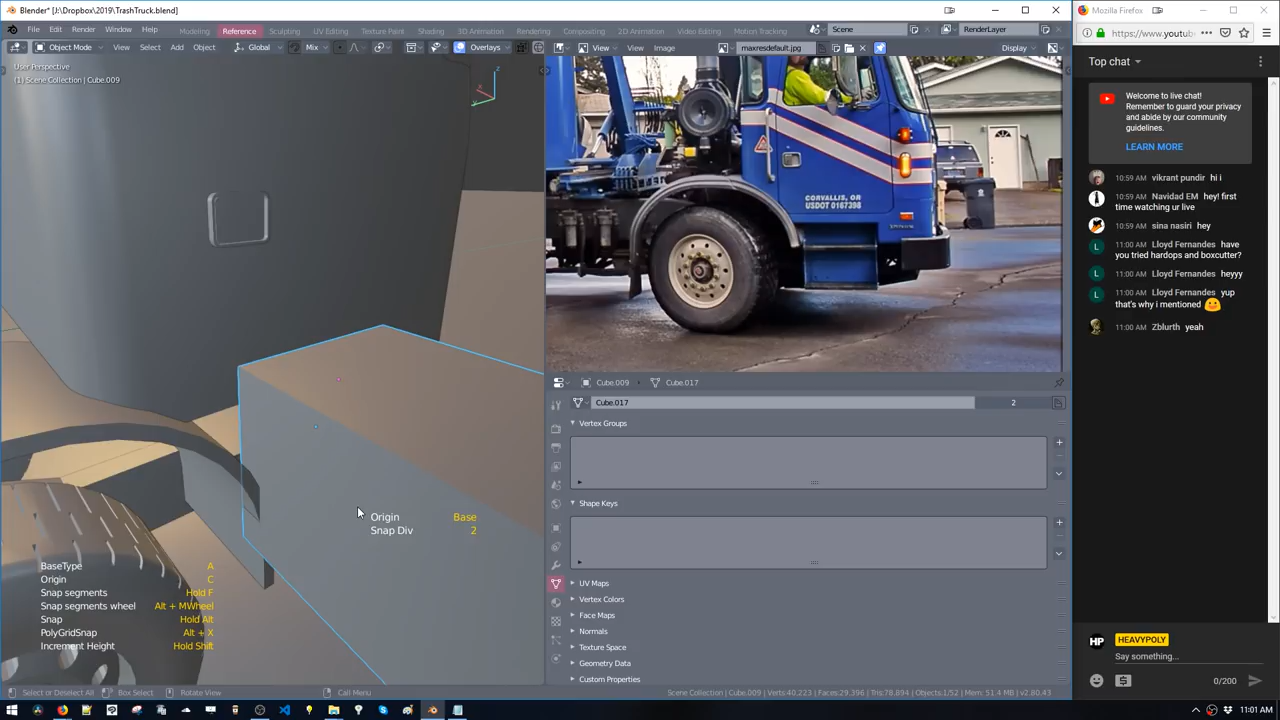 Blender* [J:\Dropbox\2019\TrashTruck.blend]
File Edit Render Window Help
Modeling Reference Sculpting UV Editing Texture Paint Shading 3D Animation Rendering Compositing 2D Animation Video Editing Motion Tracking
Scene
RenderLayer
Object Mode View Select Add Object
Global
Mix
Overlays
View View Image
maxresdefault.jpg
Display
User Perspective
(1) Scene Collection | Cube.009
CORVALLIS, OR
USDOT 0167398
Origin Base
Snap Div 2
BaseType A
Origin C
Snap segments Hold F
Snap segments wheel Alt + MWheel
Snap Hold Alt
PolyGridSnap Alt + X
Increment Height Hold Shift
Cube.009 Cube.017
Cube.017 2
Vertex Groups
Shape Keys
UV Maps
Vertex Colors
Face Maps
Normals
Texture Space
Geometry Data
Custom Properties
Select or Deselect All Box Select Rotate View Call Menu
Scene Collection | Cube.009 | Verts:40,223 | Faces:29,396 | Tris:78,894 | Objects:1/52 | Mem: 51.4 MB | v2.80.43
Mozilla Firefox
https://www.youtub
Top chat
Welcome to live chat!
Remember to guard your privacy
and abide by our community
guidelines.
LEARN MORE
10:59 AM vikrant pundir hi i
10:59 AM Navidad EM hey! first
time watching ur live
10:59 AM sina nasiri hey
11:00 AM Lloyd Fernandes have
you tried hardops and boxcutter?
11:00 AM Lloyd Fernandes heyyy
11:00 AM Lloyd Fernandes yup
that's why i mentioned
11:00 AM Zblurth yeah
HP HEAVYPOLY
Say something...
0/200
11:01 AM